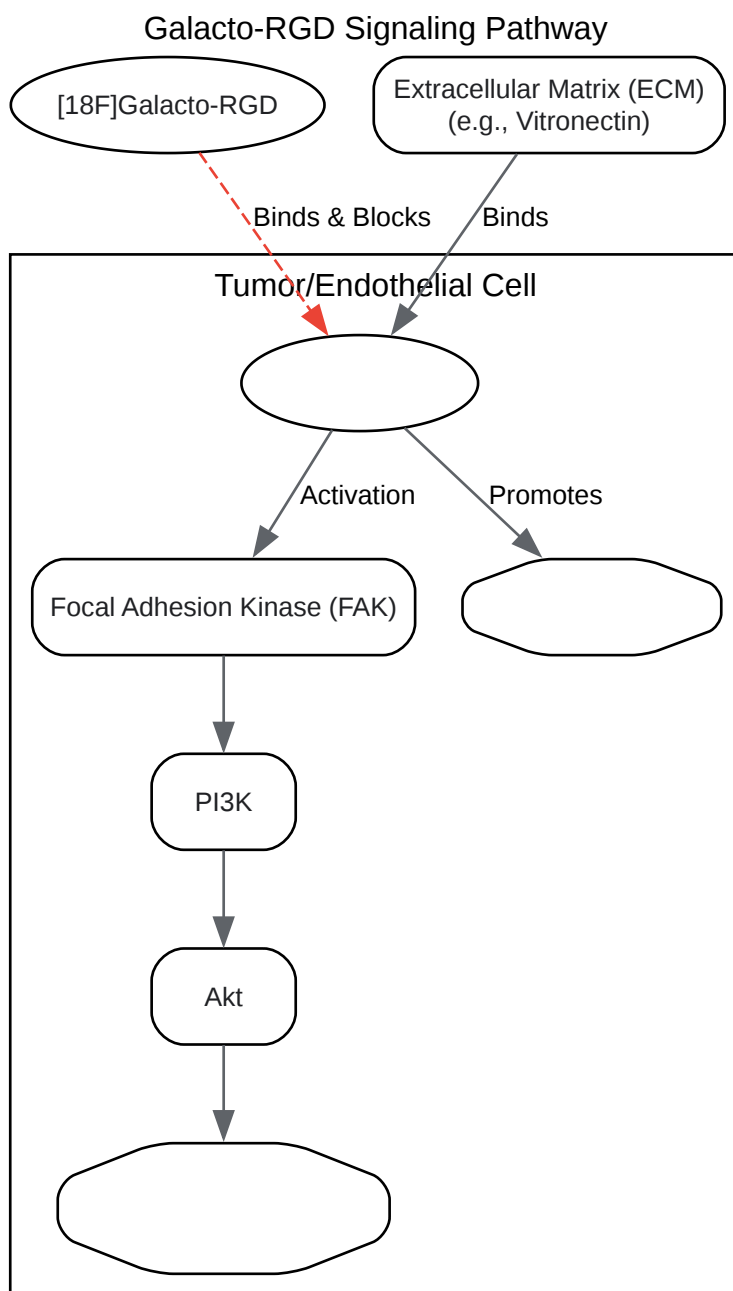 Galacto-RGD Signaling Pathway
[18F]Galacto-RGD
Extracellular Matrix (ECM)
(e.g., Vitronectin)
Binds & Blocks
Binds
Tumor/Endothelial Cell
Activation
Promotes
Focal Adhesion Kinase (FAK)
PI3K
Akt